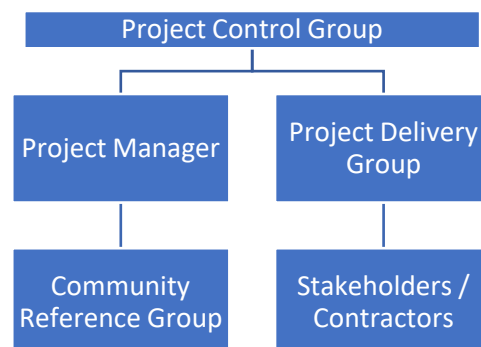 Project Control Group
Project Manager
Project Delivery
Group
Community
Reference Group
Stakeholders /
Contractors